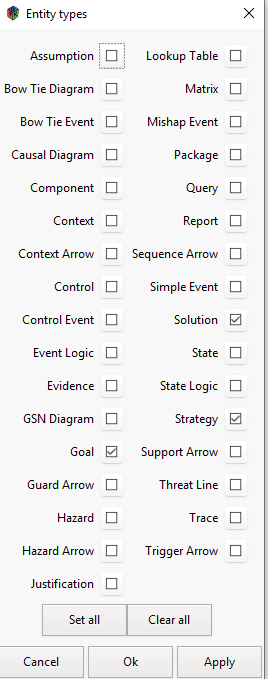 Entity types
Assumption Lookup Table
Bow Tie Diagram Matrix
Bow Tie Event Mishap Event
Causal Diagram Package
Component Query
Context Report
Context Arrow Sequence Arrow
Control Simple Event
Control Event Solution
Event Logic State
Evidence State Logic
GSN Diagram Strategy
Goal Support Arrow
Guard Arrow Threat Line
Hazard Trace
Hazard Arrow Trigger Arrow
Justification
Set all Clear all
Cancel Ok Apply